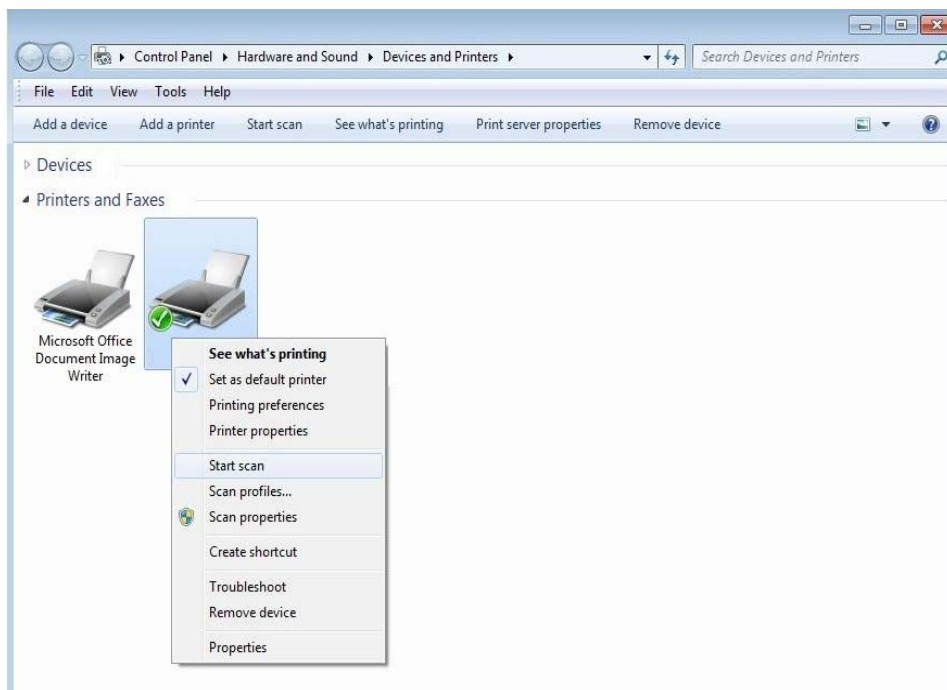 Control Panel Hardware and Sound Devices and Printers Search Devices and Printers
File Edit View Tools Help
Add a device Add a printer Start scan See what's printing Print server properties Remove device
Devices
Printers and Faxes
Microsoft Office
Document Image
Writer
See what's printing
Set as default printer
Printing preferences
Printer properties
Start scan
Scan profiles...
Scan properties
Create shortcut
Troubleshoot
Remove device
Properties